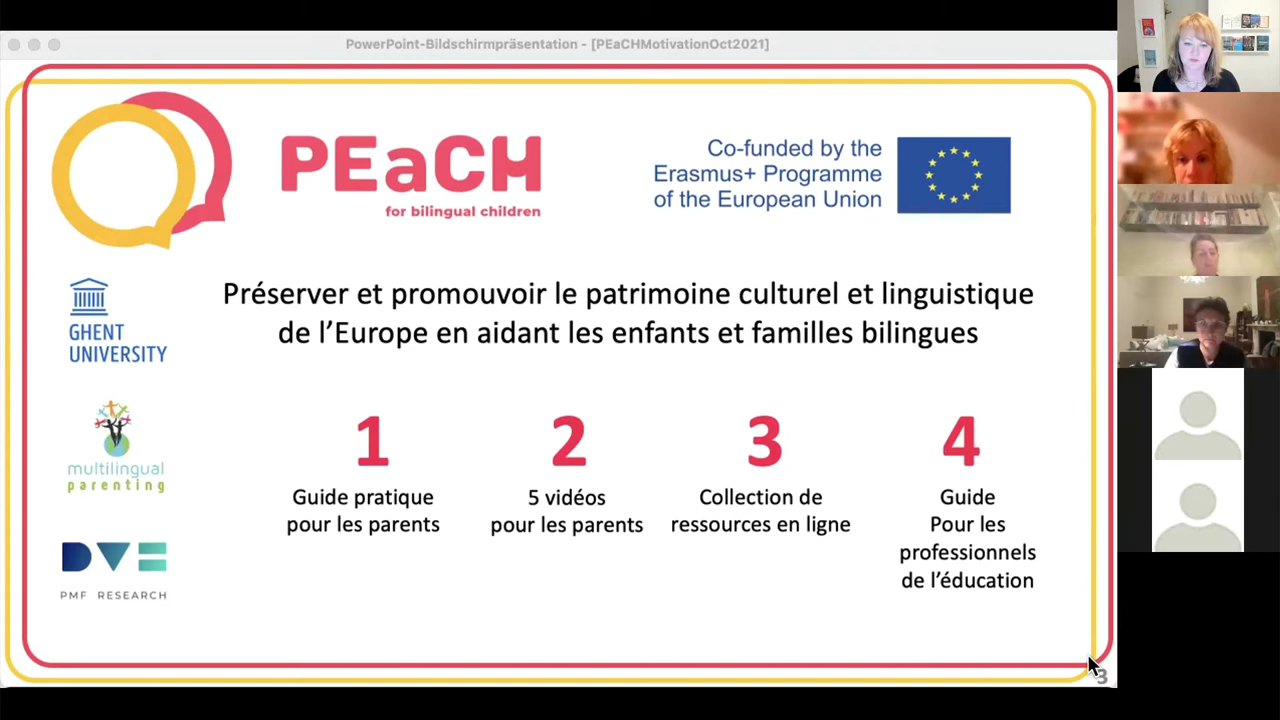 PowerPoint-Bildschirmpräsentation - [PEaCHMotivationOct2021]
PEaCH
for bilingual children
Co-funded by the
Erasmus+ Programme
of the European Union
GHENT
UNIVERSITY
Préserver et promouvoir le patrimoine culturel et linguistique
de l’Europe en aidant les enfants et familles bilingues
multilingual
parenting
DVE
PMF RESEARCH
1
Guide pratique
pour les parents
2
5 vidéos
pour les parents
3
Collection de
ressources en ligne
4
Guide
Pour les
professionnels
de l’éducation
3